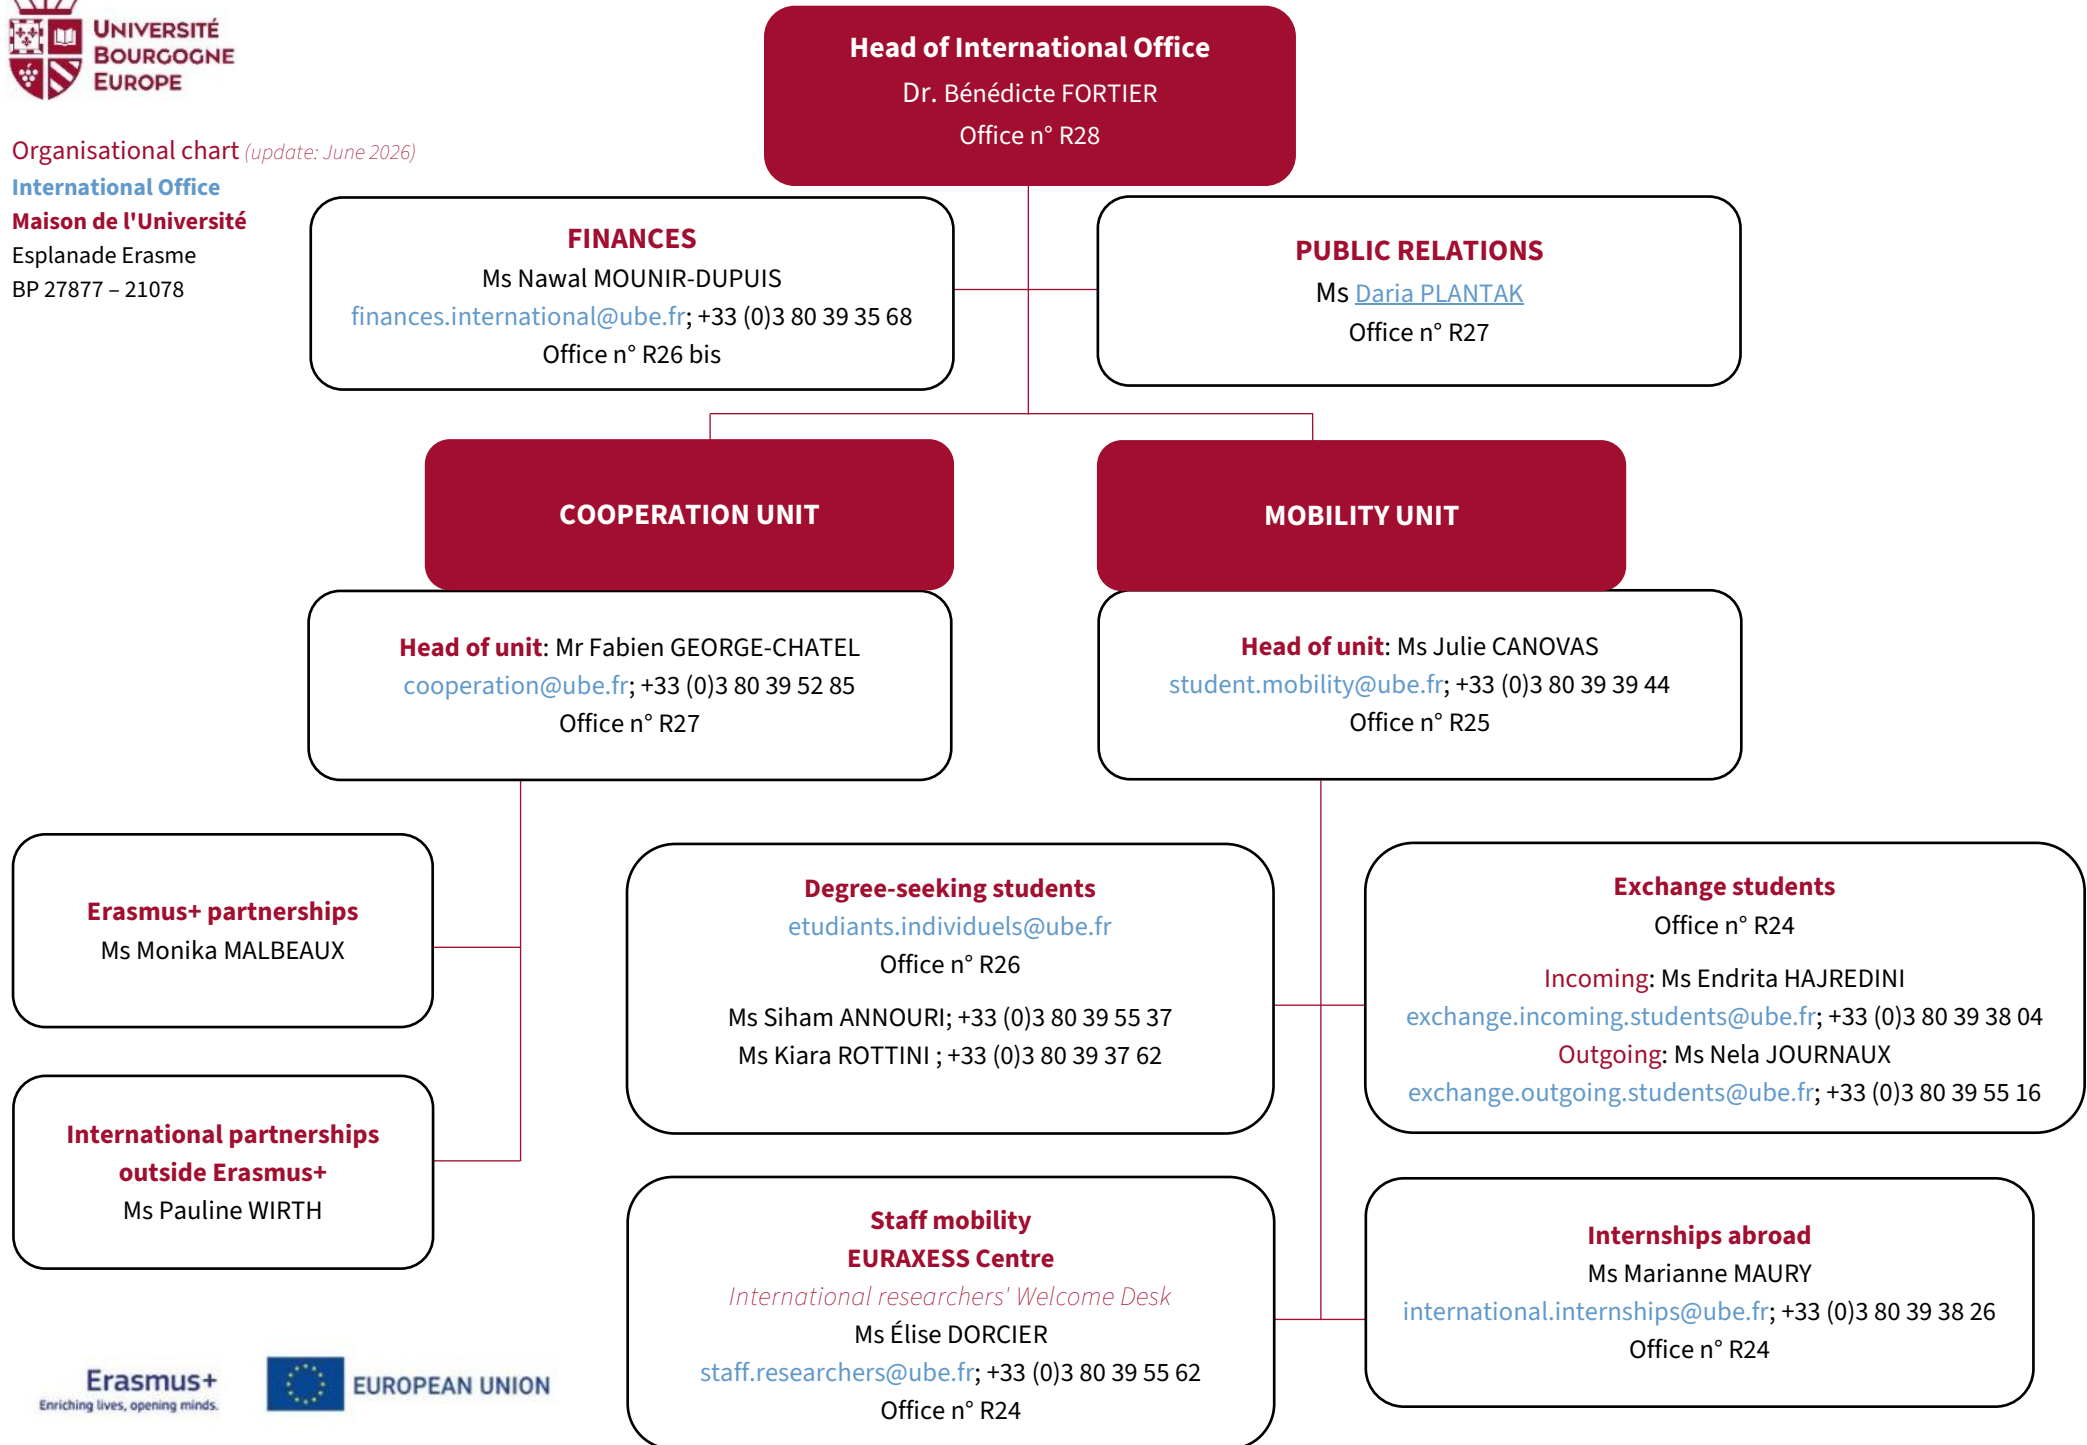 UNIVERSITÉ
BOURGOGNE
EUROPE
Organisational chart (update: June 2026)
International Office
Maison de l'Université
Esplanade Erasme
BP 27877 – 21078
Head of International Office
Dr. Bénédicte FORTIER
Office n° R28
FINANCES
Ms Nawal MOUNIR-DUPUIS
finances.international@ube.fr; +33 (0)3 80 39 35 68
Office n° R26 bis
PUBLIC RELATIONS
Ms Daria PLANTAK
Office n° R27
COOPERATION UNIT
MOBILITY UNIT
Head of unit: Mr Fabien GEORGE-CHATEL
cooperation@ube.fr; +33 (0)3 80 39 52 85
Office n° R27
Head of unit: Ms Julie CANOVAS
student.mobility@ube.fr; +33 (0)3 80 39 39 44
Office n° R25
Erasmus+ partnerships
Ms Monika MALBEAUX
International partnerships
outside Erasmus+
Ms Pauline WIRTH
Degree-seeking students
etudiants.individuels@ube.fr
Office n° R26
Ms Siham ANNOURI; +33 (0)3 80 39 55 37
Ms Kiara ROTTINI ; +33 (0)3 80 39 37 62
Exchange students
Office n° R24
Incoming: Ms Endrita HAJREDINI
exchange.incoming.students@ube.fr; +33 (0)3 80 39 38 04
Outgoing: Ms Nela JOURNAUX
exchange.outgoing.students@ube.fr; +33 (0)3 80 39 55 16
Staff mobility
EURAXESS Centre
International researchers' Welcome Desk
Ms Élise DORCIER
staff.researchers@ube.fr; +33 (0)3 80 39 55 62
Office n° R24
Internships abroad
Ms Marianne MAURY
international.internships@ube.fr; +33 (0)3 80 39 38 26
Office n° R24
Erasmus+
Enriching lives, opening minds.
EUROPEAN UNION